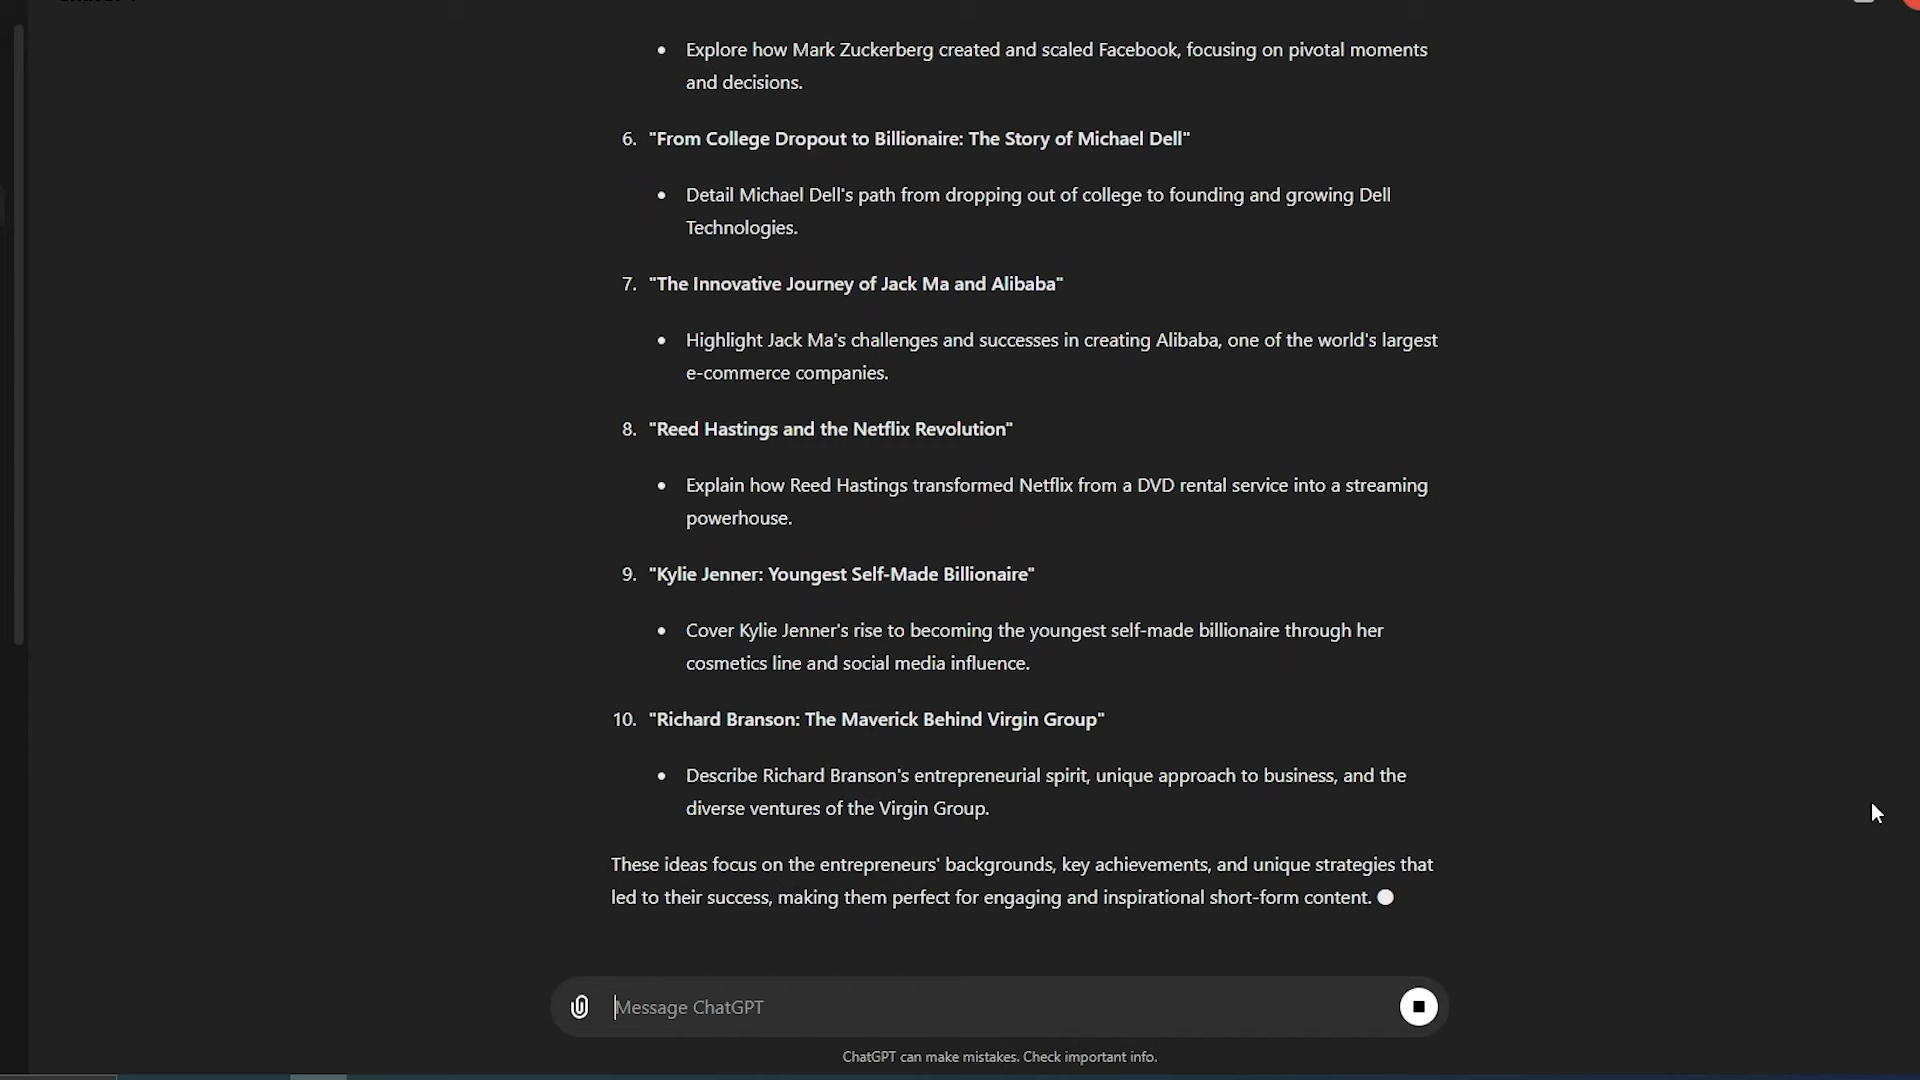 • Explore how Mark Zuckerberg created and scaled Facebook, focusing on pivotal moments
and decisions.
6. "From College Dropout to Billionaire: The Story of Michael Dell"
• Detail Michael Dell's path from dropping out of college to founding and growing Dell
Technologies.
7. "The Innovative Journey of Jack Ma and Alibaba"
• Highlight Jack Ma's challenges and successes in creating Alibaba, one of the world's largest
e-commerce companies.
8. "Reed Hastings and the Netflix Revolution"
• Explain how Reed Hastings transformed Netflix from a DVD rental service into a streaming
powerhouse.
9. "Kylie Jenner: Youngest Self-Made Billionaire"
• Cover Kylie Jenner's rise to becoming the youngest self-made billionaire through her
cosmetics line and social media influence.
10. "Richard Branson: The Maverick Behind Virgin Group"
• Describe Richard Branson's entrepreneurial spirit, unique approach to business, and the
diverse ventures of the Virgin Group.
These ideas focus on the entrepreneurs' backgrounds, key achievements, and unique strategies that
led to their success, making them perfect for engaging and inspirational short-form content.
Message ChatGPT
ChatGPT can make mistakes. Check important info.